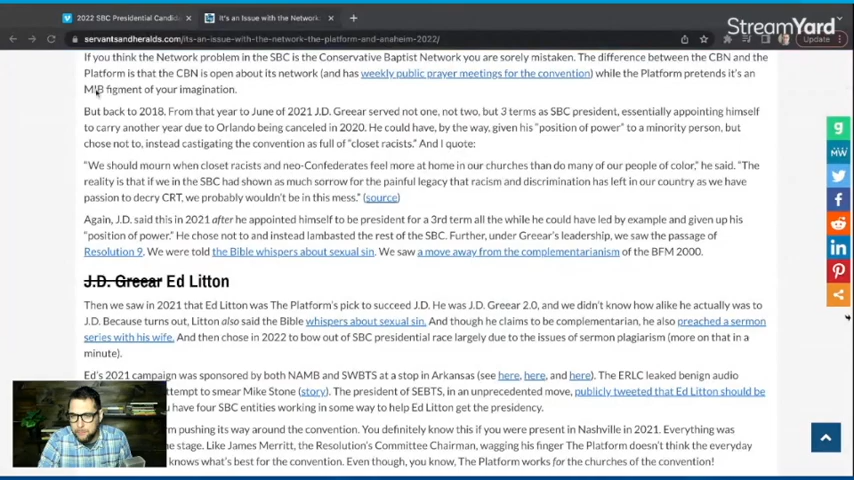 2022 SBC Presidential Candid
It's an Issue with the Network
StreamYard
servantsandheralds.com/its-an-issue-with-the-network-the-platform-and-anaheim-2022/
Update
If you think the Network problem in the SBC is the Conservative Baptist Network you are sorely mistaken. The difference between the CBN and the
Platform is that the CBN is open about its network (and has weekly public prayer meetings for the convention) while the Platform pretends it's an
MIB figment of your imagination.
But back to 2018. From that year to June of 2021 J.D. Greear served not one, not two, but 3 terms as SBC president, essentially appointing himself
to carry another year due to Orlando being canceled in 2020. He could have, by the way, given his "position of power" to a minority person, but
chose not to, instead castigating the convention as full of "closet racists." And I quote:
"We should mourn when closet racists and neo-Confederates feel more at home in our churches than do many of our people of color," he said. "The
reality is that if we in the SBC had shown as much sorrow for the painful legacy that racism and discrimination has left in our country as we have
passion to decry CRT, we probably wouldn't be in this mess." (source)
Again, J.D. said this in 2021 after he appointed himself to be president for a 3rd term all the while he could have led by example and given up his
"position of power." He chose not to and instead lambasted the rest of the SBC. Further, under Greear's leadership, we saw the passage of
Resolution 9. We were told the Bible whispers about sexual sin. We saw a move away from the complementarianism of the BFM 2000.
J.D. Greear Ed Litton
Then we saw in 2021 that Ed Litton was The Platform's pick to succeed J.D. He was J.D. Greear 2.0, and we didn't know how alike he actually was to
J.D. Because turns out, Litton also said the Bible whispers about sexual sin. And though he claims to be complementarian, he also preached a sermon
series with his wife. And then chose in 2022 to bow out of SBC presidential race largely due to the issues of sermon plagiarism (more on that in a
minute).
Ed's 2021 campaign was sponsored by both NAMB and SWBTS at a stop in Arkansas (see here, here, and here). The ERLC leaked benign audio
tempt to smear Mike Stone (story). The president of SEBTS, in an unprecedented move, publicly tweeted that Ed Litton should be
u have four SBC entities working in some way to help Ed Litton get the presidency.
rm pushing its way around the convention. You definitely know this if you were present in Nashville in 2021. Everything was
he stage. Like James Merritt, the Resolution's Committee Chairman, wagging his finger The Platform doesn't think the everyday
knows what's best for the convention. Even though, you know, The Platform works for the churches of the convention!
g
MW